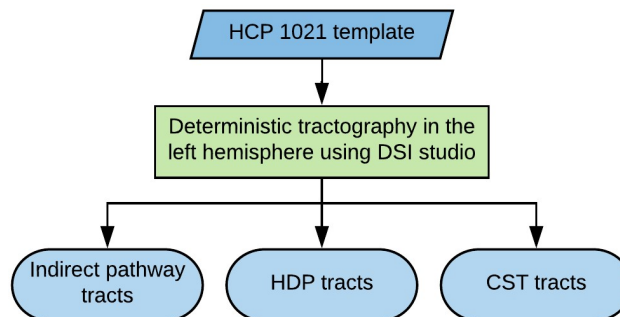 HCP 1021 template
Deterministic tractography in the
left hemisphere using DSI studio
Indirect pathway
tracts
HDP tracts
CST tracts